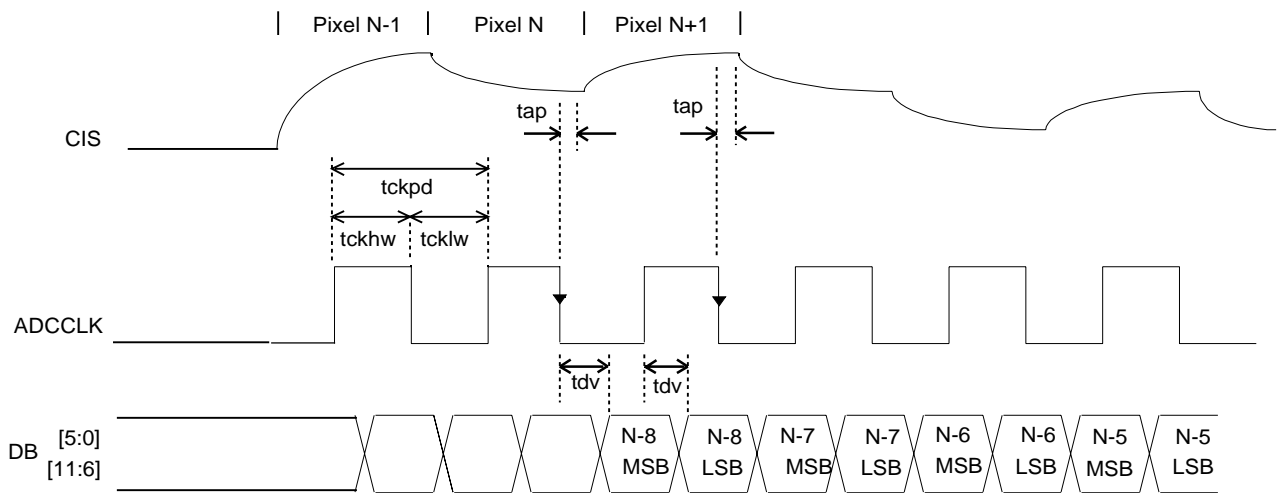 Pixel N-1 Pixel N Pixel N+1
tap tap
CIS
tckpd
tckhw tcklw
ADCCLK
tdv tdv
DB [5:0] N-8 N-8 N-7 N-7 N-6 N-6 N-5 N-5
[11:6] MSB LSB MSB LSB MSB LSB MSB LSB